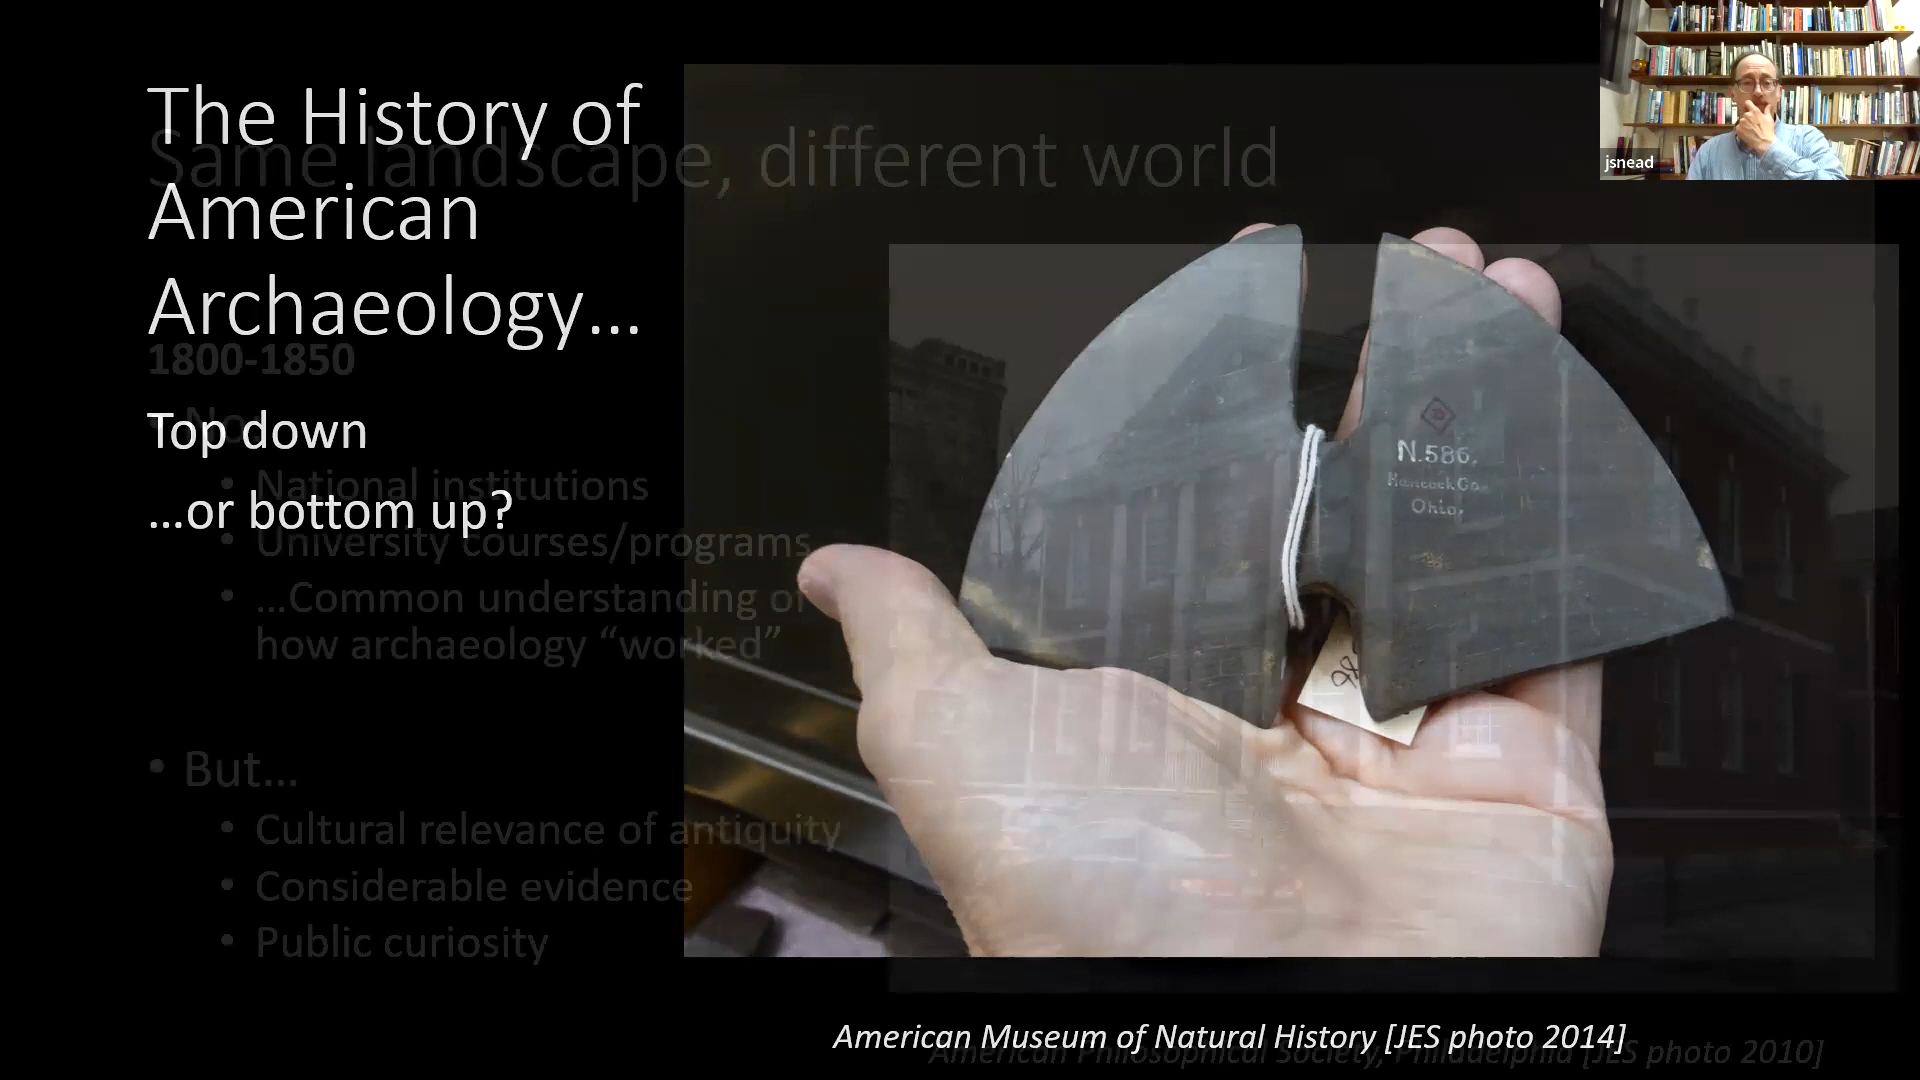 The History of
American
Archaeology...
Top down
...or bottom up?
Same landscape, different world
1800-1850
No
• National institutions
• University courses/programs
• ...Common understanding of
how archaeology “worked”
• But...
• Cultural relevance of antiquity
• Considerable evidence
• Public curiosity
jsnead
N.586.
Hancock Co.
Ohio.
American Museum of Natural History [JES photo 2014]
American Philosophical Society, Philadelphia [JES photo 2010]